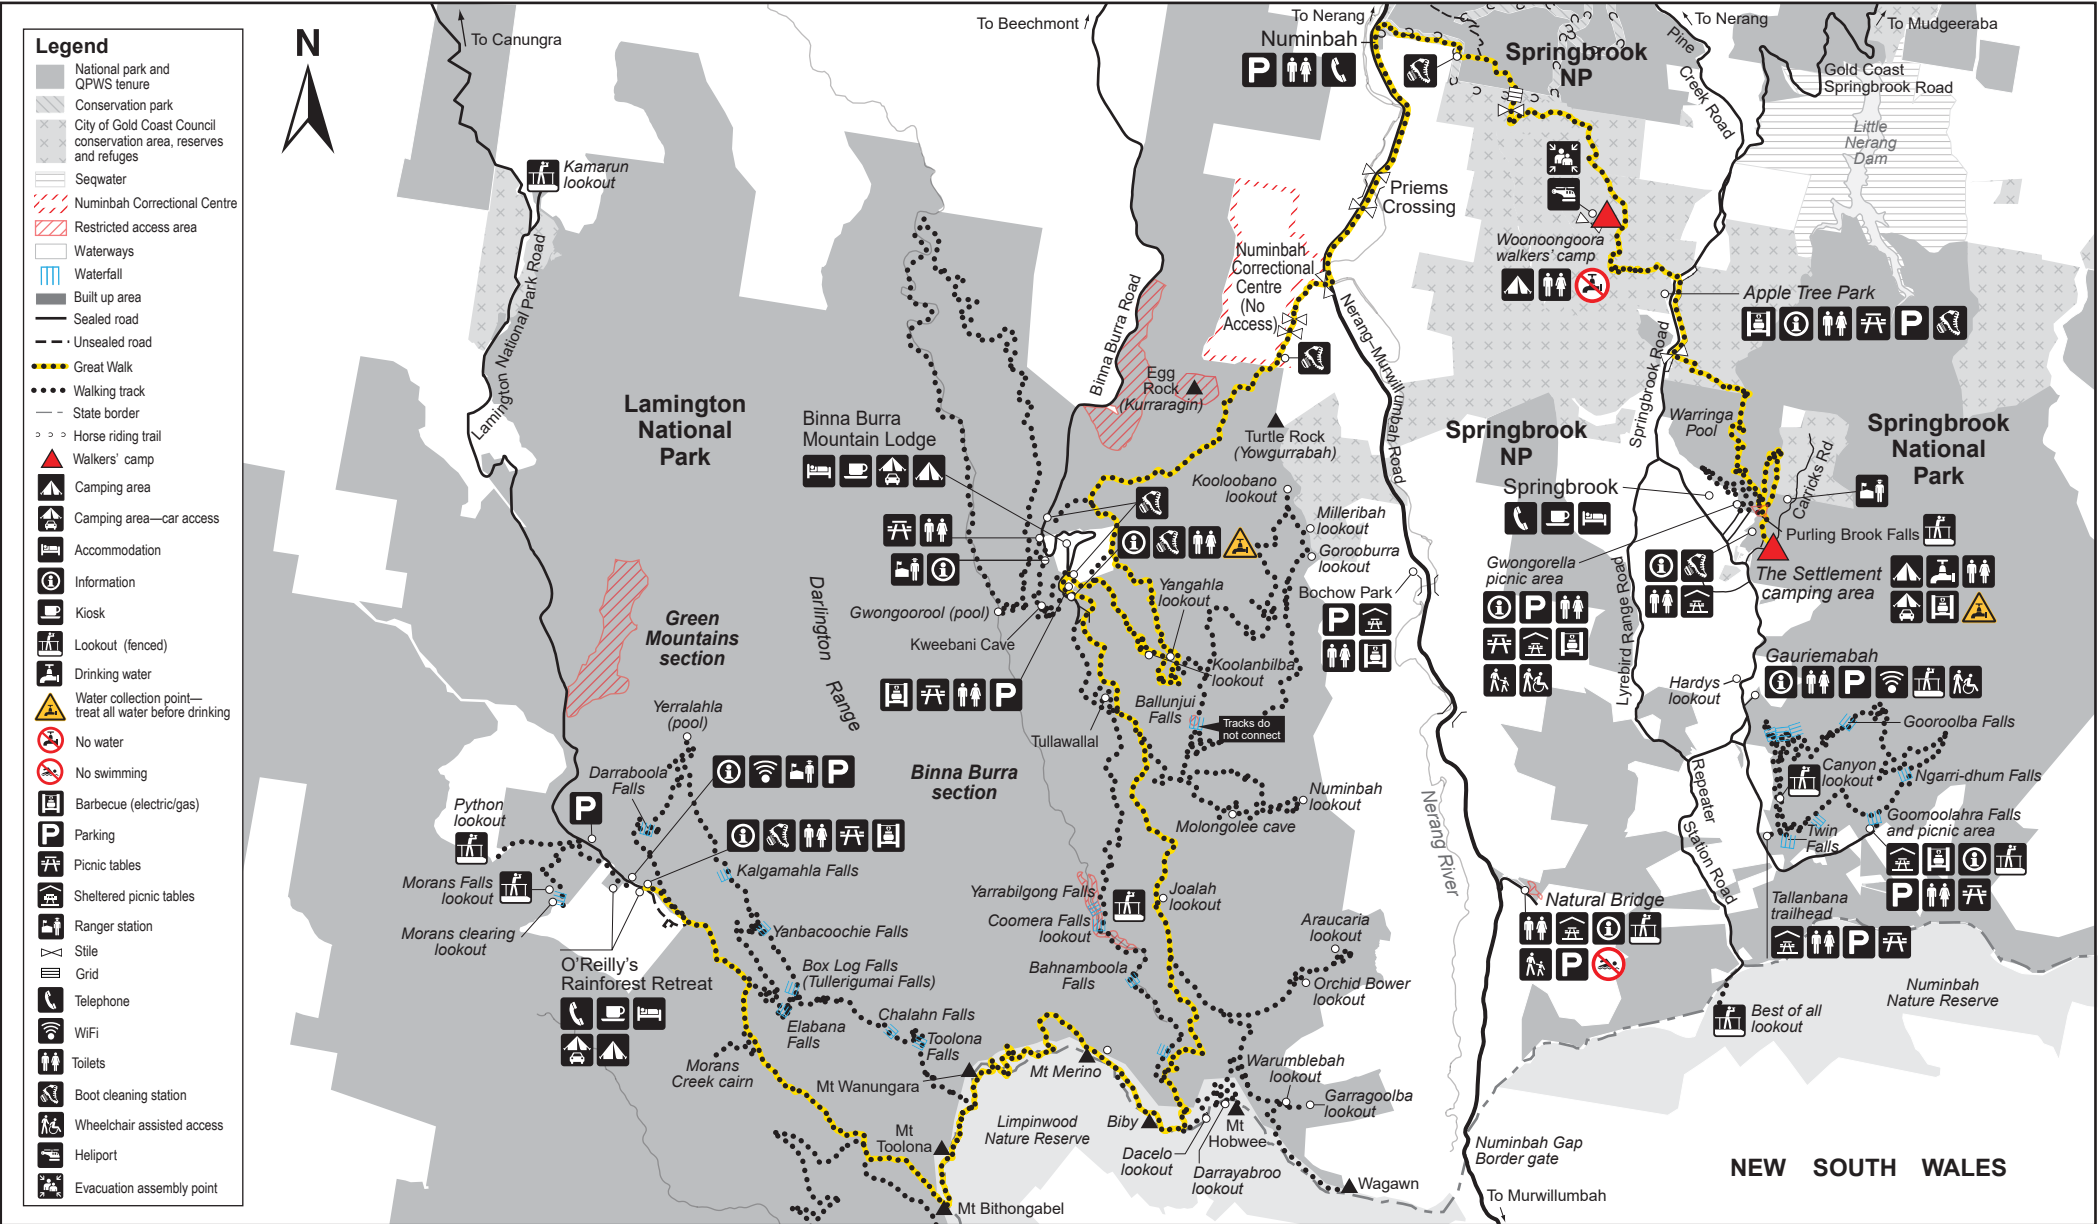 Legend
National park and
QPWS tenure
Conservation park
City of Gold Coast Council
conservation area, reserves
and refuges
Seqwater
Numinbah Correctional Centre
Restricted access area
Waterways
Waterfall
Built up area
Sealed road
Unsealed road
Great Walk
Walking track
State border
Horse riding trail
Walkers' camp
Camping area
Camping area—car access
Accommodation
Information
Kiosk
Lookout (fenced)
Drinking water
Water collection point—
treat all water before drinking
No water
No swimming
Barbecue (electric/gas)
Parking
Picnic tables
Sheltered picnic tables
Ranger station
Stile
Grid
Telephone
WiFi
Toilets
Boot cleaning station
Wheelchair assisted access
Heliport
Evacuation assembly point
N
To Canungra
To Beechmont
To Nerang
Numinbah
P
Springbrook
NP
To Nerang
To Mudgeeraba
Pine
Creek Road
Gold Coast
Springbrook Road
Little
Nerang
Dam
Kamarun
lookout
Lamington National Park Road
Lamington
National
Park
Binna Burra Road
Egg
Rock
(Kurraragin)
Numinbah
Correctional
Centre
(No
Access)
Priems
Crossing
Nerang–Murwillumbah Road
Woonoongoora
walkers' camp
Apple Tree Park
P
Springbrook Road
Warringa
Pool
Springbrook
National
Park
Carricks Rd
Springbrook
NP
Springbrook
Binna Burra
Mountain Lodge
Turtle Rock
(Yowgurrabah)
Kooloobano
lookout
Milleribah
lookout
Gorooburra
lookout
Bochow Park
P
Gwongorella
picnic area
P
Purling Brook Falls
The Settlement
camping area
Lyrebird Range Road
Gauriemabah
P
Hardys
lookout
Gooroolba Falls
Canyon
lookout
Ngarri-dhum Falls
Goomoolahra Falls
and picnic area
P
Twin
Falls
Tallanbana
trailhead
P
Repeater
Station Road
Best of all
lookout
Numinbah
Nature Reserve
Darlington
Range
Green
Mountains
section
Gwongoorool (pool)
Kweebani Cave
P
Yangahla
lookout
Koolanbilba
lookout
Ballunjui
Falls
Tracks do
not connect
Tullawallal
Binna Burra
section
Numinbah
lookout
Molongolee cave
Nerang River
Yerralahla
(pool)
P
Darraboola
Falls
P
Python
lookout
Morans Falls
lookout
Morans clearing
lookout
O'Reilly's
Rainforest Retreat
Kalgamahla Falls
Yanbacoochie Falls
Box Log Falls
(Tullerigumai Falls)
Elabana
Falls
Chalahn Falls
Toolona
Falls
Morans
Creek cairn
Mt Wanungara
Mt
Toolona
Mt Bithongabel
Yarrabilgong Falls
Coomera Falls
lookout
Joalah
lookout
Bahnamboola
Falls
Araucaria
lookout
Orchid Bower
lookout
Mt Merino
Limpinwood
Nature Reserve
Biby
Dacelo
lookout
Darrayabroo
lookout
Mt
Hobwee
Warumblebah
lookout
Garragoolba
lookout
Wagawn
Natural Bridge
P
Numinbah Gap
Border gate
To Murwillumbah
NEW SOUTH WALES